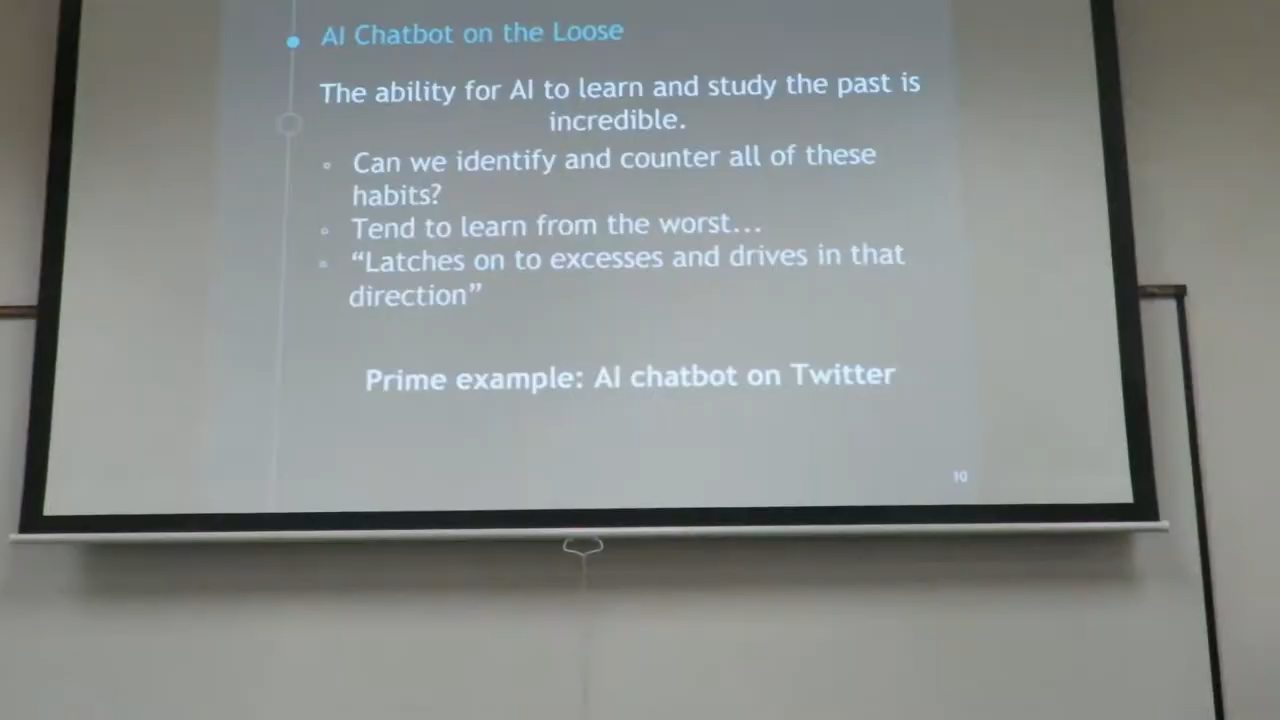 AI Chatbot on the Loose
The ability for AI to learn and study the past is
incredible.
Can we identify and counter all of these
habits?
Tend to learn from the worst...
“Latches on to excesses and drives in that
direction”
Prime example: AI chatbot on Twitter
10